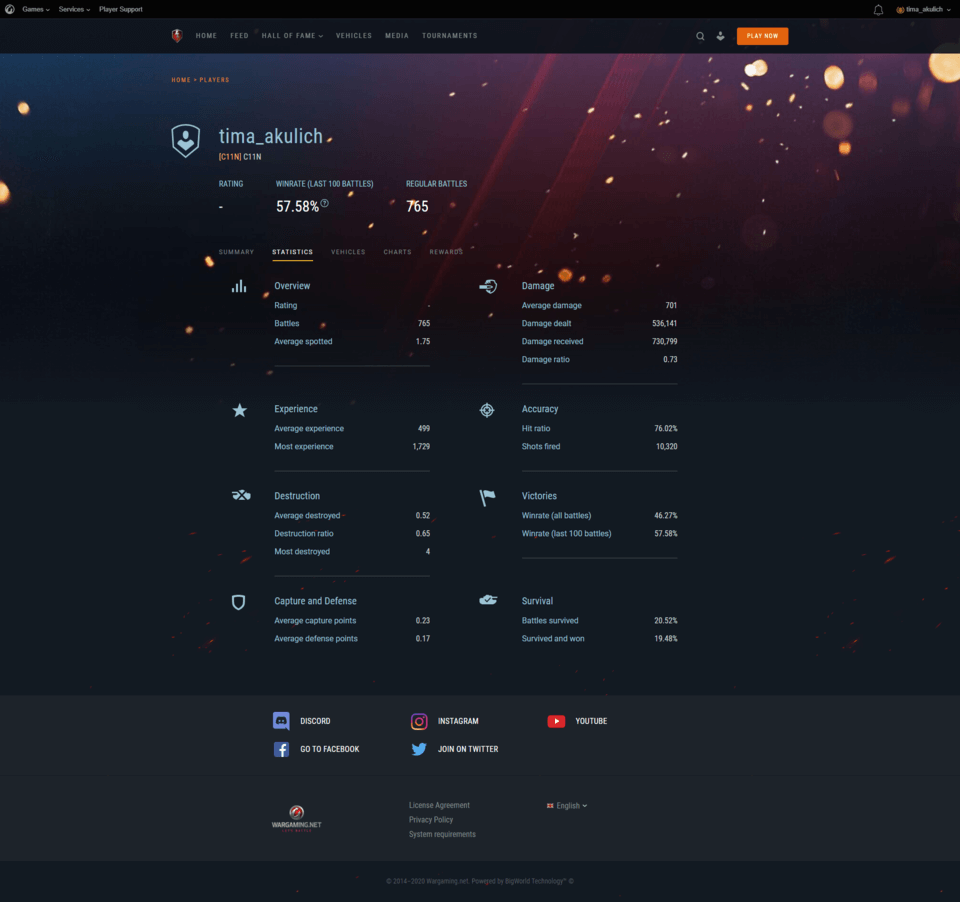 Games Services Player Support tima_akulich
HOME FEED HALL OF FAME VEHICLES MEDIA TOURNAMENTS PLAY NOW
HOME > PLAYERS
tima_akulich
[C11N] C11N
RATING WINRATE (LAST 100 BATTLES) REGULAR BATTLES
- 57.58% ? 765
SUMMARY STATISTICS VEHICLES CHARTS REWARDS
Overview
Rating -
Battles 765
Average spotted 1.75
Damage
Average damage 701
Damage dealt 536,141
Damage received 730,799
Damage ratio 0.73
Experience
Average experience 499
Most experience 1,729
Accuracy
Hit ratio 76.02%
Shots fired 10,320
Destruction
Average destroyed 0.52
Destruction ratio 0.65
Most destroyed 4
Victories
Winrate (all battles) 46.27%
Winrate (last 100 battles) 57.58%
Capture and Defense
Average capture points 0.23
Average defense points 0.17
Survival
Battles survived 20.52%
Survived and won 19.48%
DISCORD INSTAGRAM YOUTUBE
GO TO FACEBOOK JOIN ON TWITTER
WARGAMING.NET
LET'S BATTLE
License Agreement
Privacy Policy
System requirements
English
© 2014–2020 Wargaming.net. Powered by BigWorld Technology™ ©